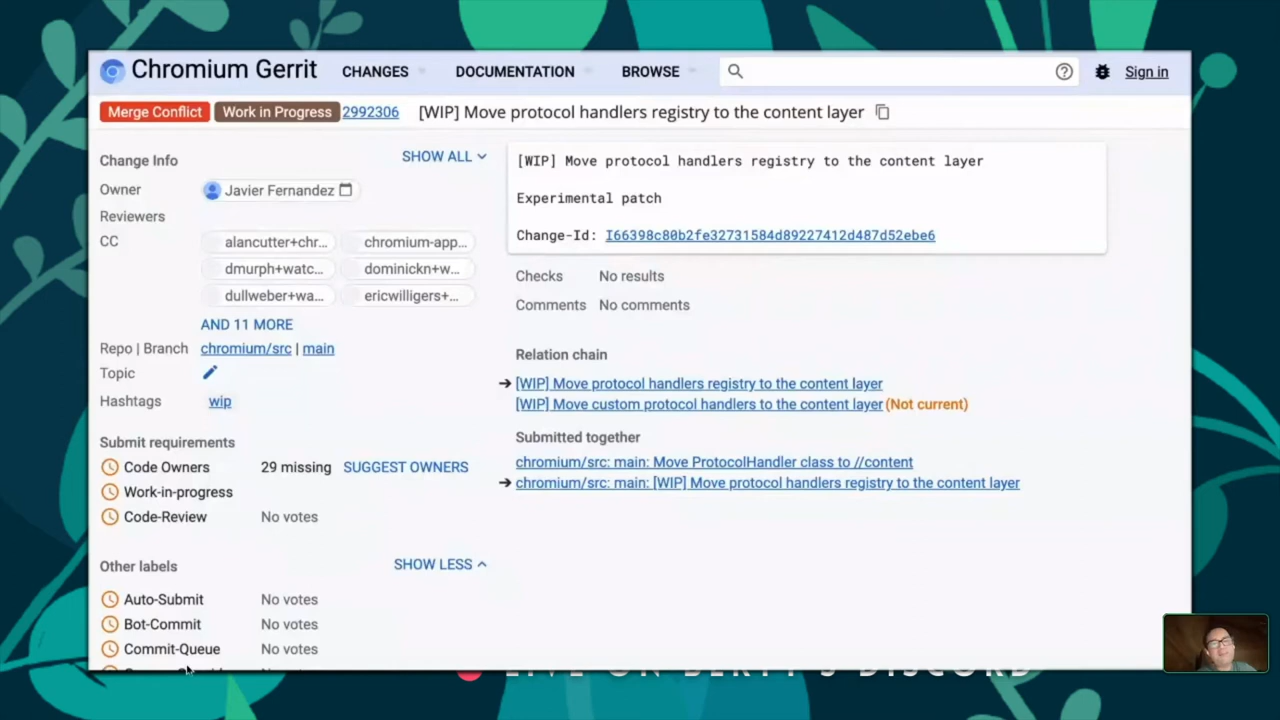 Chromium Gerrit CHANGES DOCUMENTATION BROWSE Sign in
Merge Conflict Work in Progress 2992306 [WIP] Move protocol handlers registry to the content layer
Change Info SHOW ALL
Owner Javier Fernandez
Reviewers
CC alancutter+chr... chromium-app...
dmurph+watc... dominickn+w...
dullweber+wa... ericwilligers+...
AND 11 MORE
Repo | Branch chromium/src | main
Topic
Hashtags wip
Submit requirements
Code Owners 29 missing SUGGEST OWNERS
Work-in-progress
Code-Review No votes
Other labels SHOW LESS
Auto-Submit No votes
Bot-Commit No votes
Commit-Queue No votes
[WIP] Move protocol handlers registry to the content layer
Experimental patch
Change-Id: I66398c80b2fe32731584d89227412d487d52ebe6
Checks No results
Comments No comments
Relation chain
[WIP] Move protocol handlers registry to the content layer
[WIP] Move custom protocol handlers to the content layer (Not current)
Submitted together
chromium/src: main: Move ProtocolHandler class to //content
chromium/src: main: [WIP] Move protocol handlers registry to the content layer
LIVE ON BERTY'S DISCORD